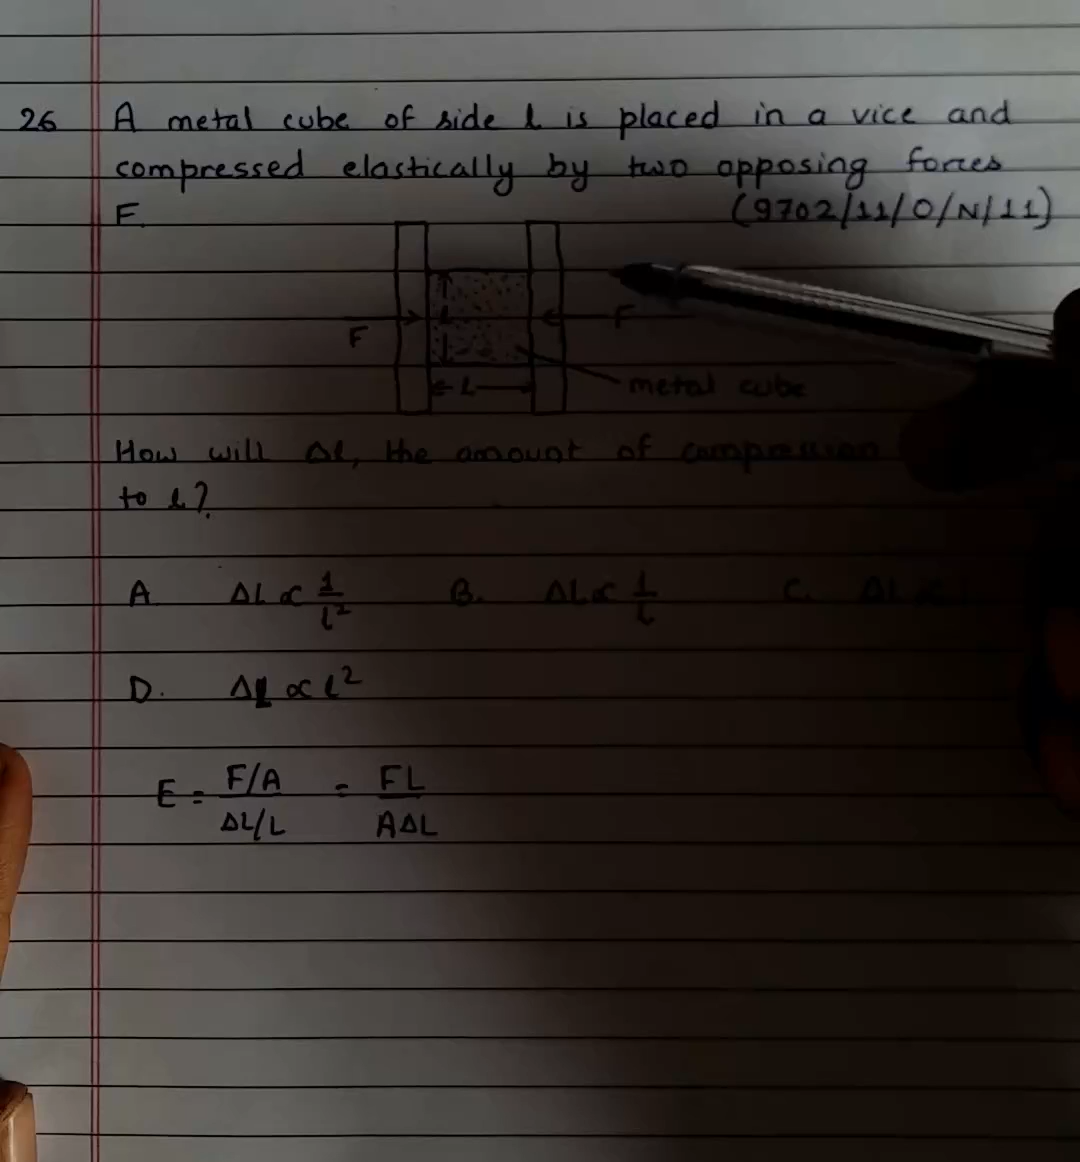 26 A metal cube of side l is placed in a vice and
compressed elastically by two opposing forces
F. (9702/11/O/N/11)
F L F
L metal cube
How will Δl, the amount of compression
to l?
A. ΔL ∝ 1/l² B. ΔL ∝ 1/l C. ΔL ∝
D. ΔL ∝ l²
E = F/A / ΔL/L = FL / AΔL